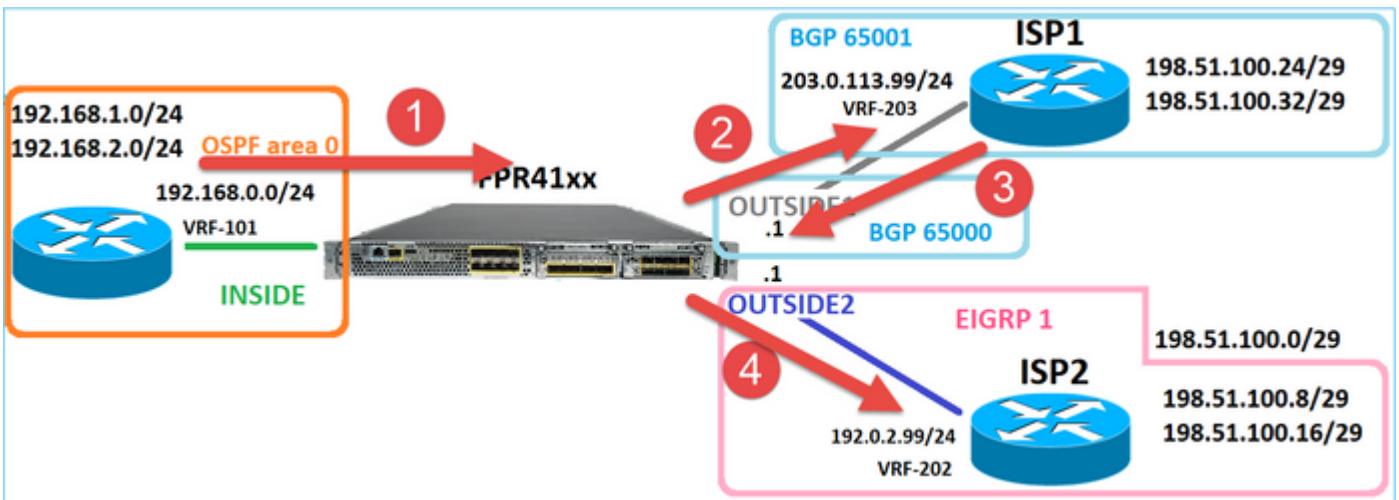 BGP 65001
ISP1
203.0.113.99/24
VRF-203
198.51.100.24/29
198.51.100.32/29
192.168.1.0/24
192.168.2.0/24
OSPF area 0
1
2
3
192.168.0.0/24
VRF-101
FPR41xx
INSIDE
OUTSIDE1
.1
BGP 65000
.1
OUTSIDE2
EIGRP 1
198.51.100.0/29
4
ISP2
198.51.100.8/29
198.51.100.16/29
192.0.2.99/24
VRF-202